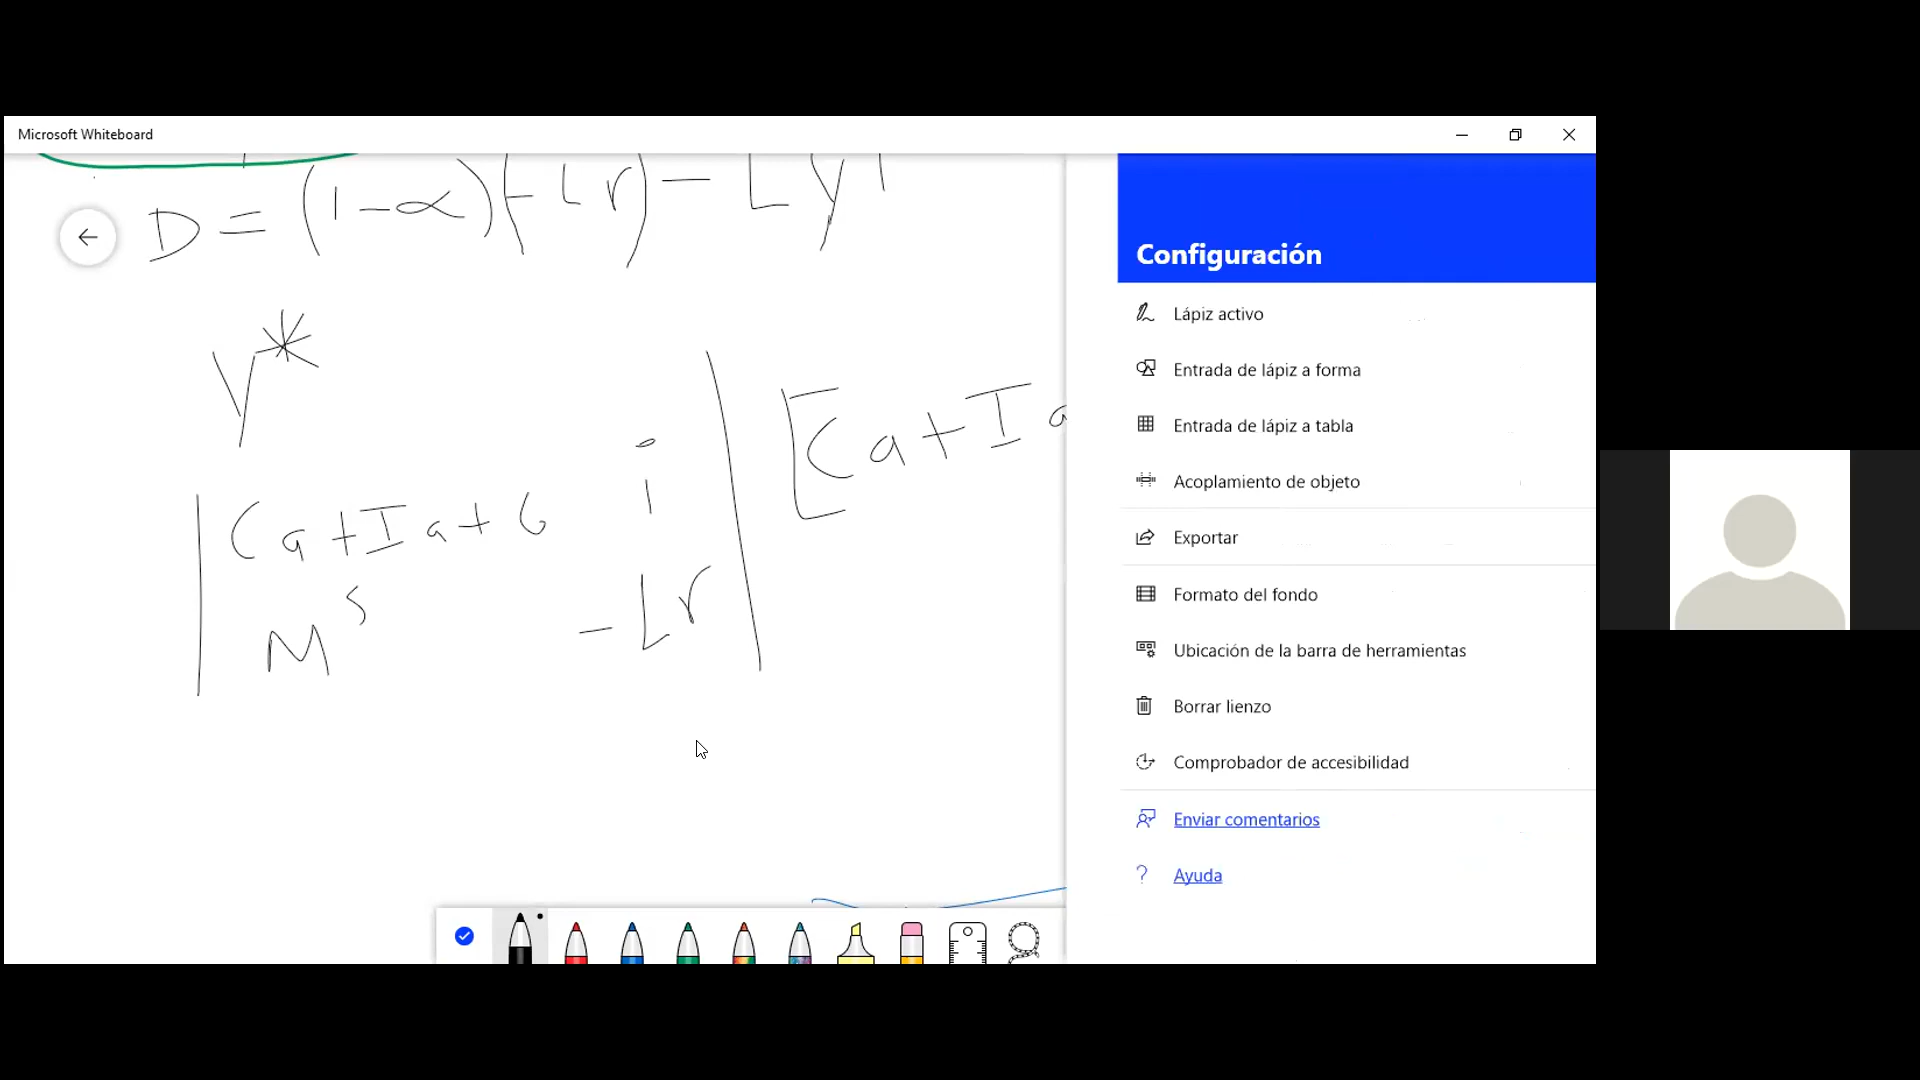 Microsoft Whiteboard
D = (1-α)(-Lr) - Lyi
Y*
| Ca+Ia+G i |
| M^s -Lr |
[Ca+Ia
Configuración
Lápiz activo
Entrada de lápiz a forma
Entrada de lápiz a tabla
Acoplamiento de objeto
Exportar
Formato del fondo
Ubicación de la barra de herramientas
Borrar lienzo
Comprobador de accesibilidad
Enviar comentarios
Ayuda